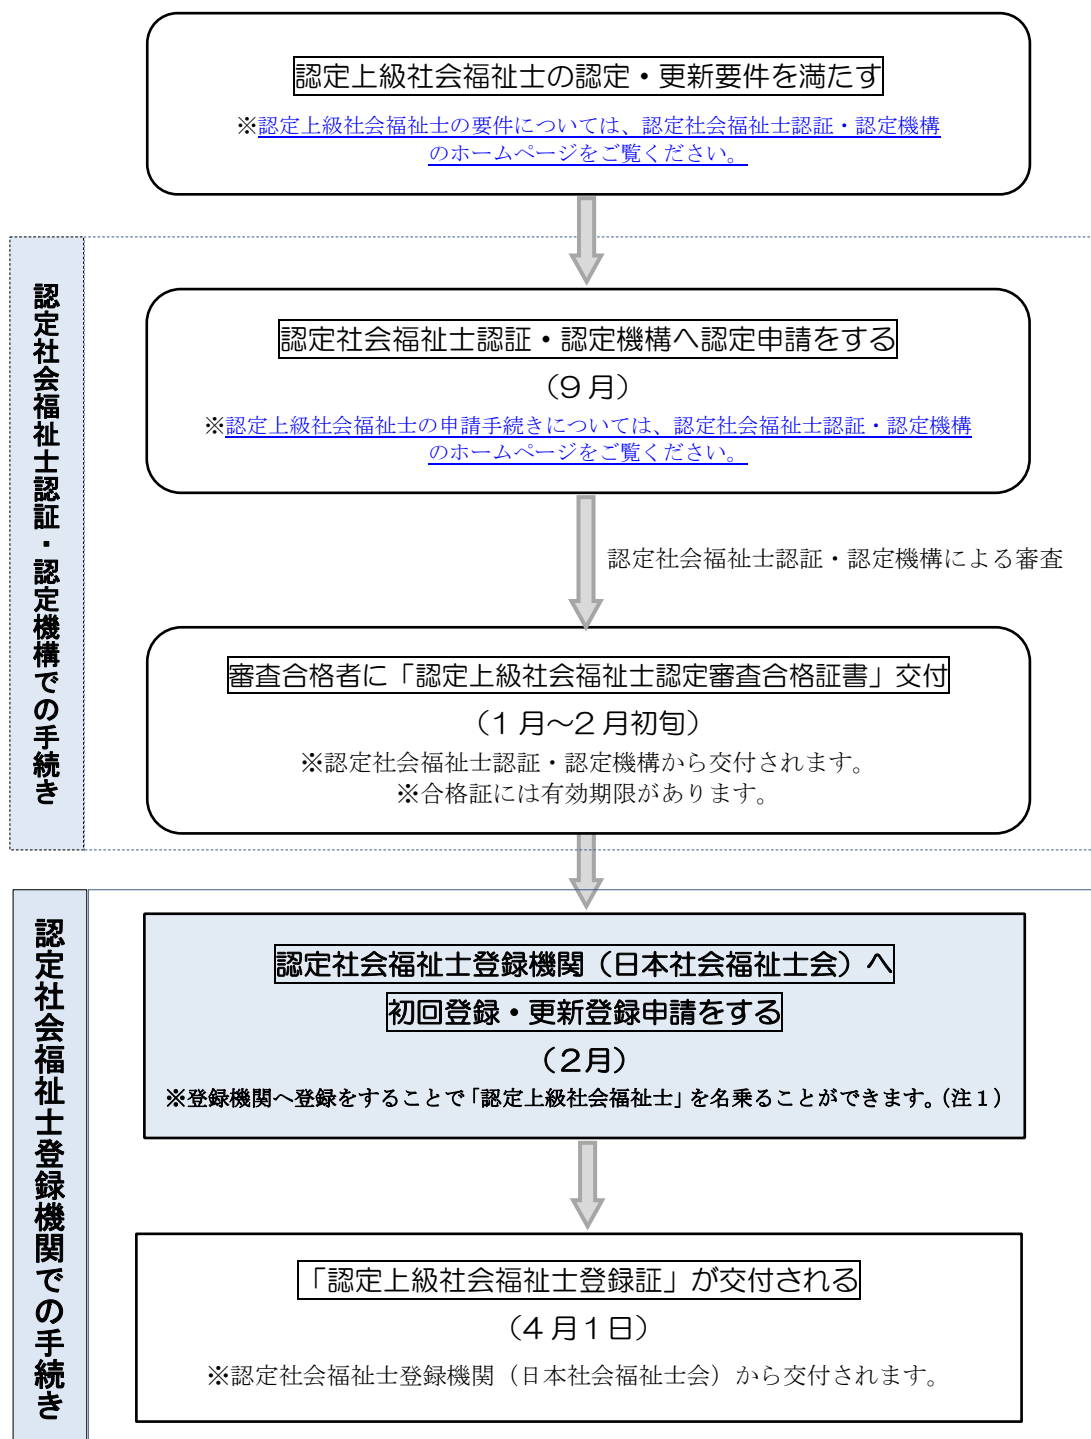 認定上級社会福祉士の認定・更新要件を満たす
※認定上級社会福祉士の要件については、認定社会福祉士認証・認定機構
のホームページをご覧ください。
認定社会福祉士認証・認定機構での手続き
認定社会福祉士認証・認定機構へ認定申請をする
（9月）
※認定上級社会福祉士の申請手続きについては、認定社会福祉士認証・認定機構
のホームページをご覧ください。
認定社会福祉士認証・認定機構による審査
審査合格者に「認定上級社会福祉士認定審査合格証書」交付
（1月～2月初旬）
※認定社会福祉士認証・認定機構から交付されます。
※合格証には有効期限があります。
認定社会福祉士登録機関での手続き
認定社会福祉士登録機関（日本社会福祉士会）へ
初回登録・更新登録申請をする
（2月）
※登録機関へ登録をすることで「認定上級社会福祉士」を名乗ることができます。（注１）
「認定上級社会福祉士登録証」が交付される
（4月1日）
※認定社会福祉士登録機関（日本社会福祉士会）から交付されます。